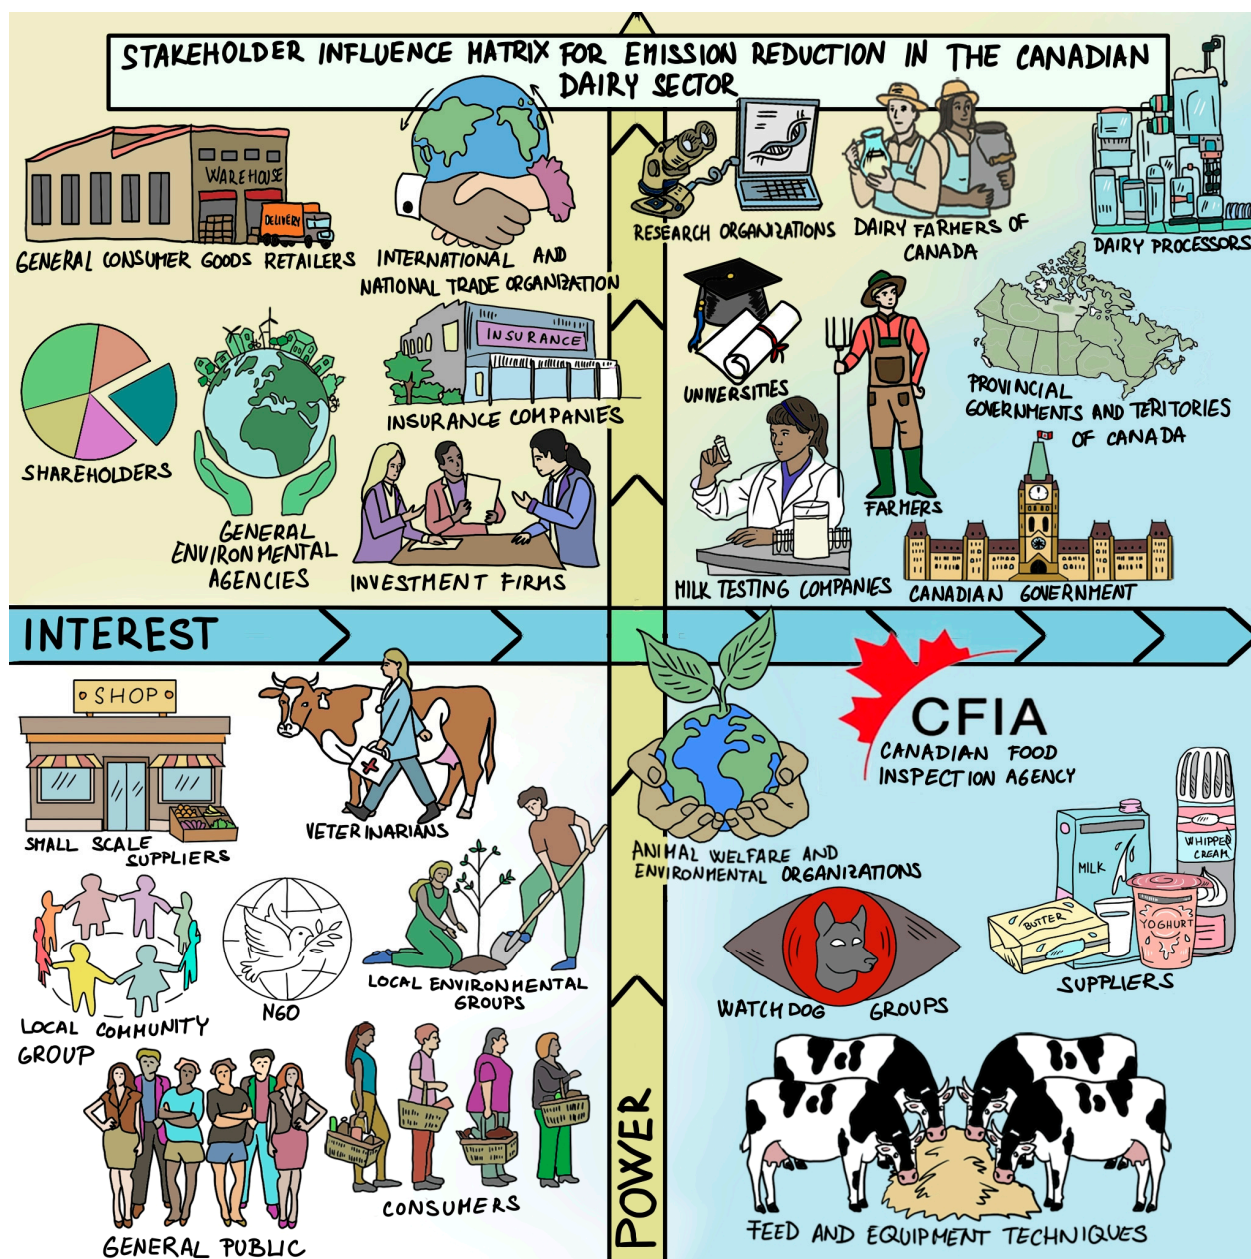 STAKEHOLDER INFLUENCE MATRIX FOR EMISSION REDUCTION IN THE CANADIAN
DAIRY SECTOR
WAREHOUSE
DELIVERY
GENERAL CONSUMER GOODS RETAILERS
INTERNATIONAL AND
NATIONAL TRADE ORGANIZATION
SHAREHOLDERS
GENERAL
ENVIRONMENTAL
AGENCIES
INSURANCE
INSURANCE COMPANIES
INVESTMENT FIRMS
RESEARCH ORGANIZATIONS
DAIRY FARMERS OF
CANADA
DAIRY PROCESSORS
UNIVERSITIES
FARMERS
PROVINCIAL
GOVERNMENTS AND TERITORIES
OF CANADA
MILK TESTING COMPANIES
CANADIAN GOVERNMENT
INTEREST
SHOP
SMALL SCALE
SUPPLIERS
VETERINARIANS
LOCAL COMMUNITY
GROUP
NGO
LOCAL ENVIRONMENTAL
GROUPS
GENERAL PUBLIC
CONSUMERS
POWER
ANIMAL WELFARE AND
ENVIRONMENTAL ORGANIZATIONS
CFIA
CANADIAN FOOD
INSPECTION AGENCY
WATCH DOG GROUPS
MILK
WHIPPED
CREAM
BUTTER
YOGHURT
SUPPLIERS
FEED AND EQUIPMENT TECHNIQUES